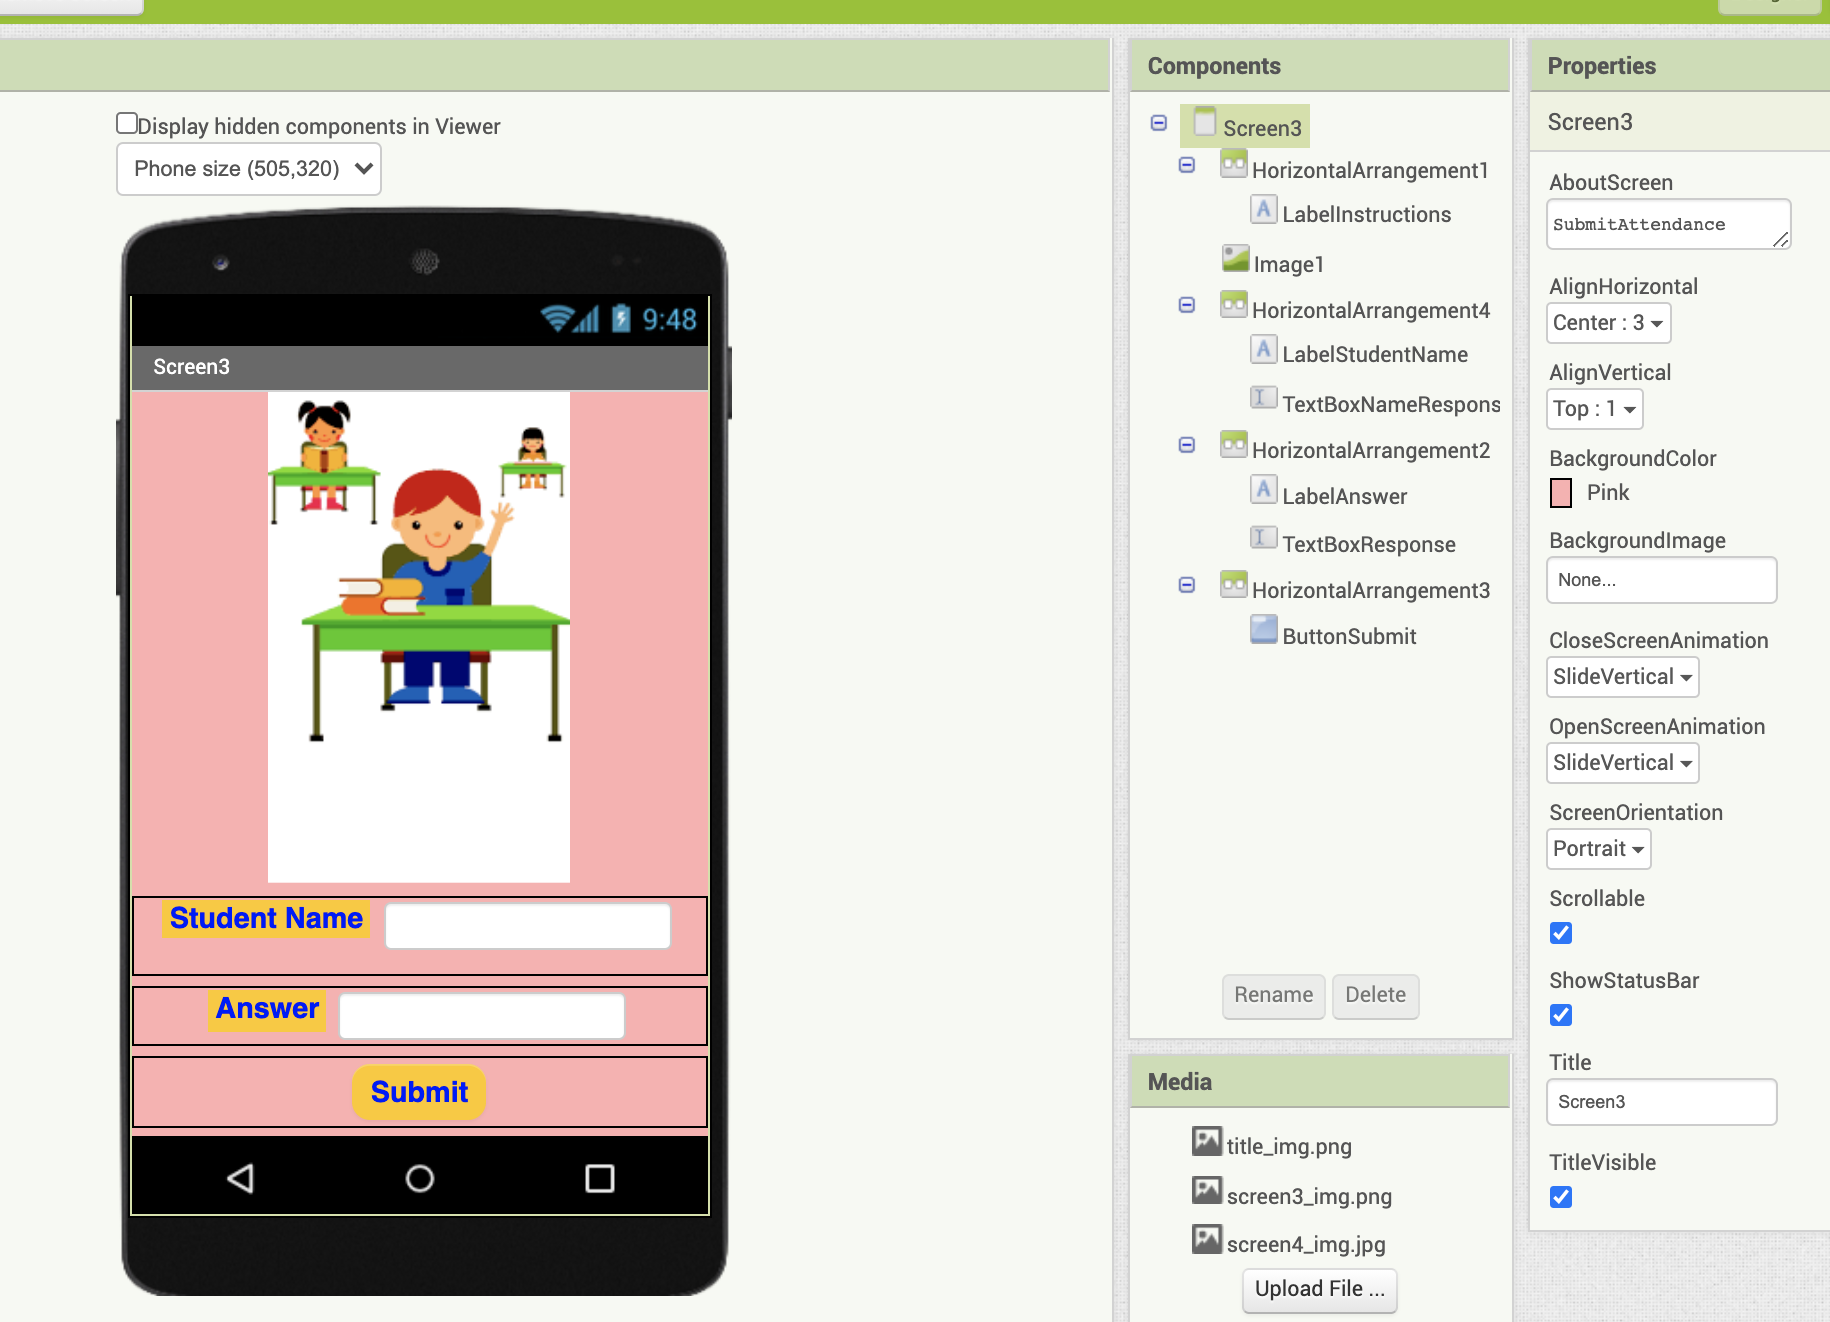 Display hidden components in Viewer
Phone size (505,320)
9:48
Screen3
Student Name
Answer
Submit
Components
Screen3
HorizontalArrangement1
LabelInstructions
Image1
HorizontalArrangement4
LabelStudentName
TextBoxNameRespons
HorizontalArrangement2
LabelAnswer
TextBoxResponse
HorizontalArrangement3
ButtonSubmit
Rename Delete
Media
title_img.png
screen3_img.png
screen4_img.jpg
Upload File ...
Properties
Screen3
AboutScreen
SubmitAttendance
AlignHorizontal
Center : 3
AlignVertical
Top : 1
BackgroundColor
Pink
BackgroundImage
None...
CloseScreenAnimation
SlideVertical
OpenScreenAnimation
SlideVertical
ScreenOrientation
Portrait
Scrollable
ShowStatusBar
Title
Screen3
TitleVisible